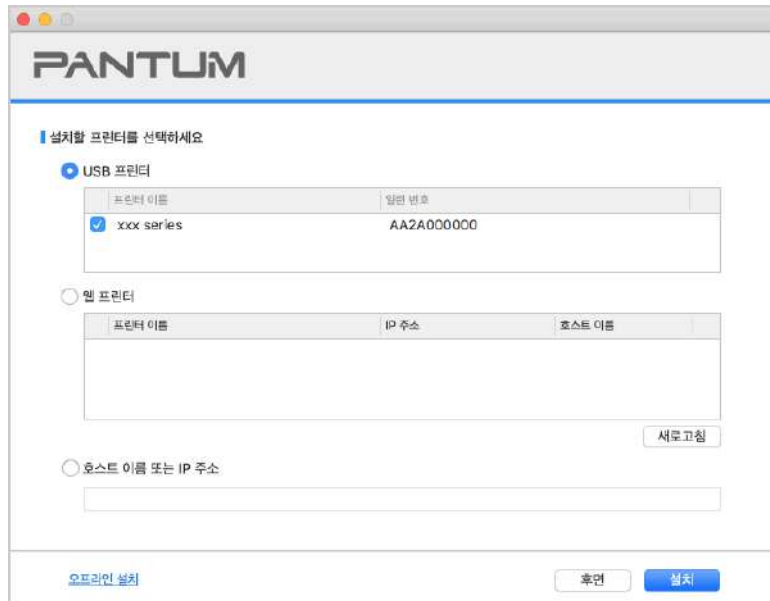 PANTUM
설치할 프린터를 선택하세요
USB 프린터
프린터 이름 일련 번호
xxx series AA2A000000
웹 프린터
프린터 이름 IP 주소 호스트 이름
새로고침
호스트 이름 또는 IP 주소
오프라인 설치 후면 설치